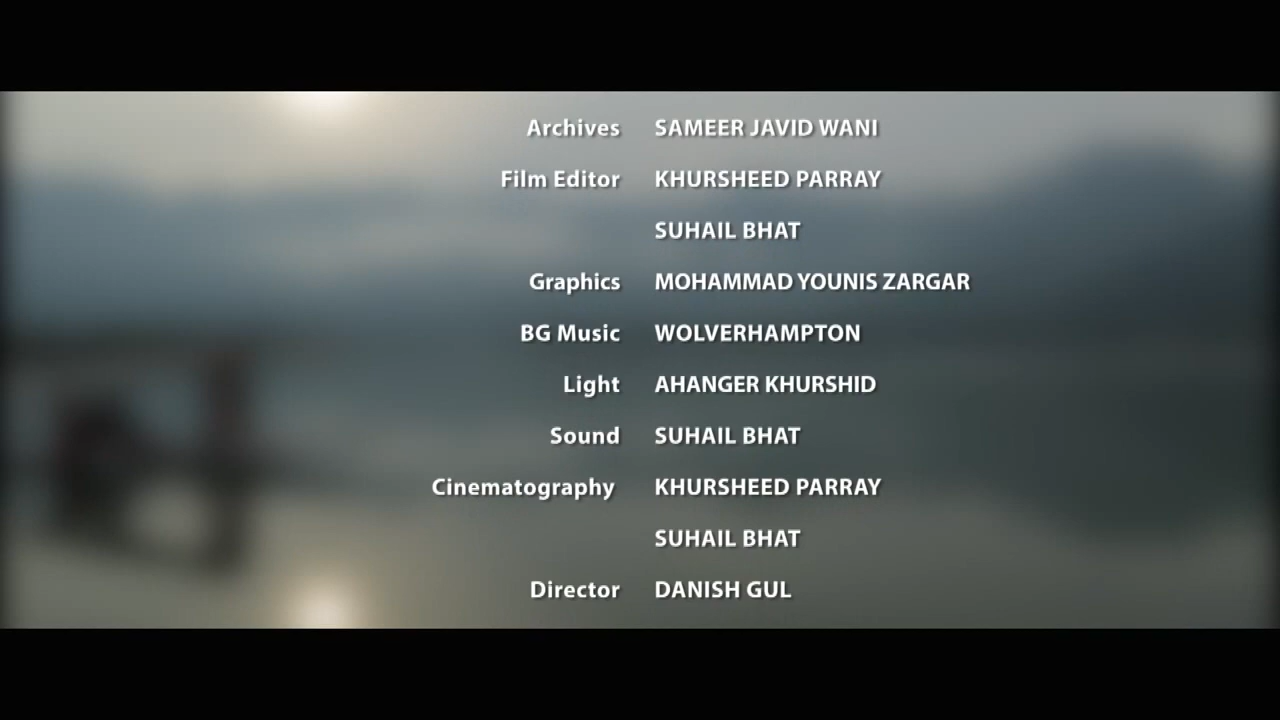 Archives SAMEER JAVID WANI
Film Editor KHURSHEED PARRAY
SUHAIL BHAT
Graphics MOHAMMAD YOUNIS ZARGAR
BG Music WOLVERHAMPTON
Light AHANGER KHURSHID
Sound SUHAIL BHAT
Cinematography KHURSHEED PARRAY
SUHAIL BHAT
Director DANISH GUL